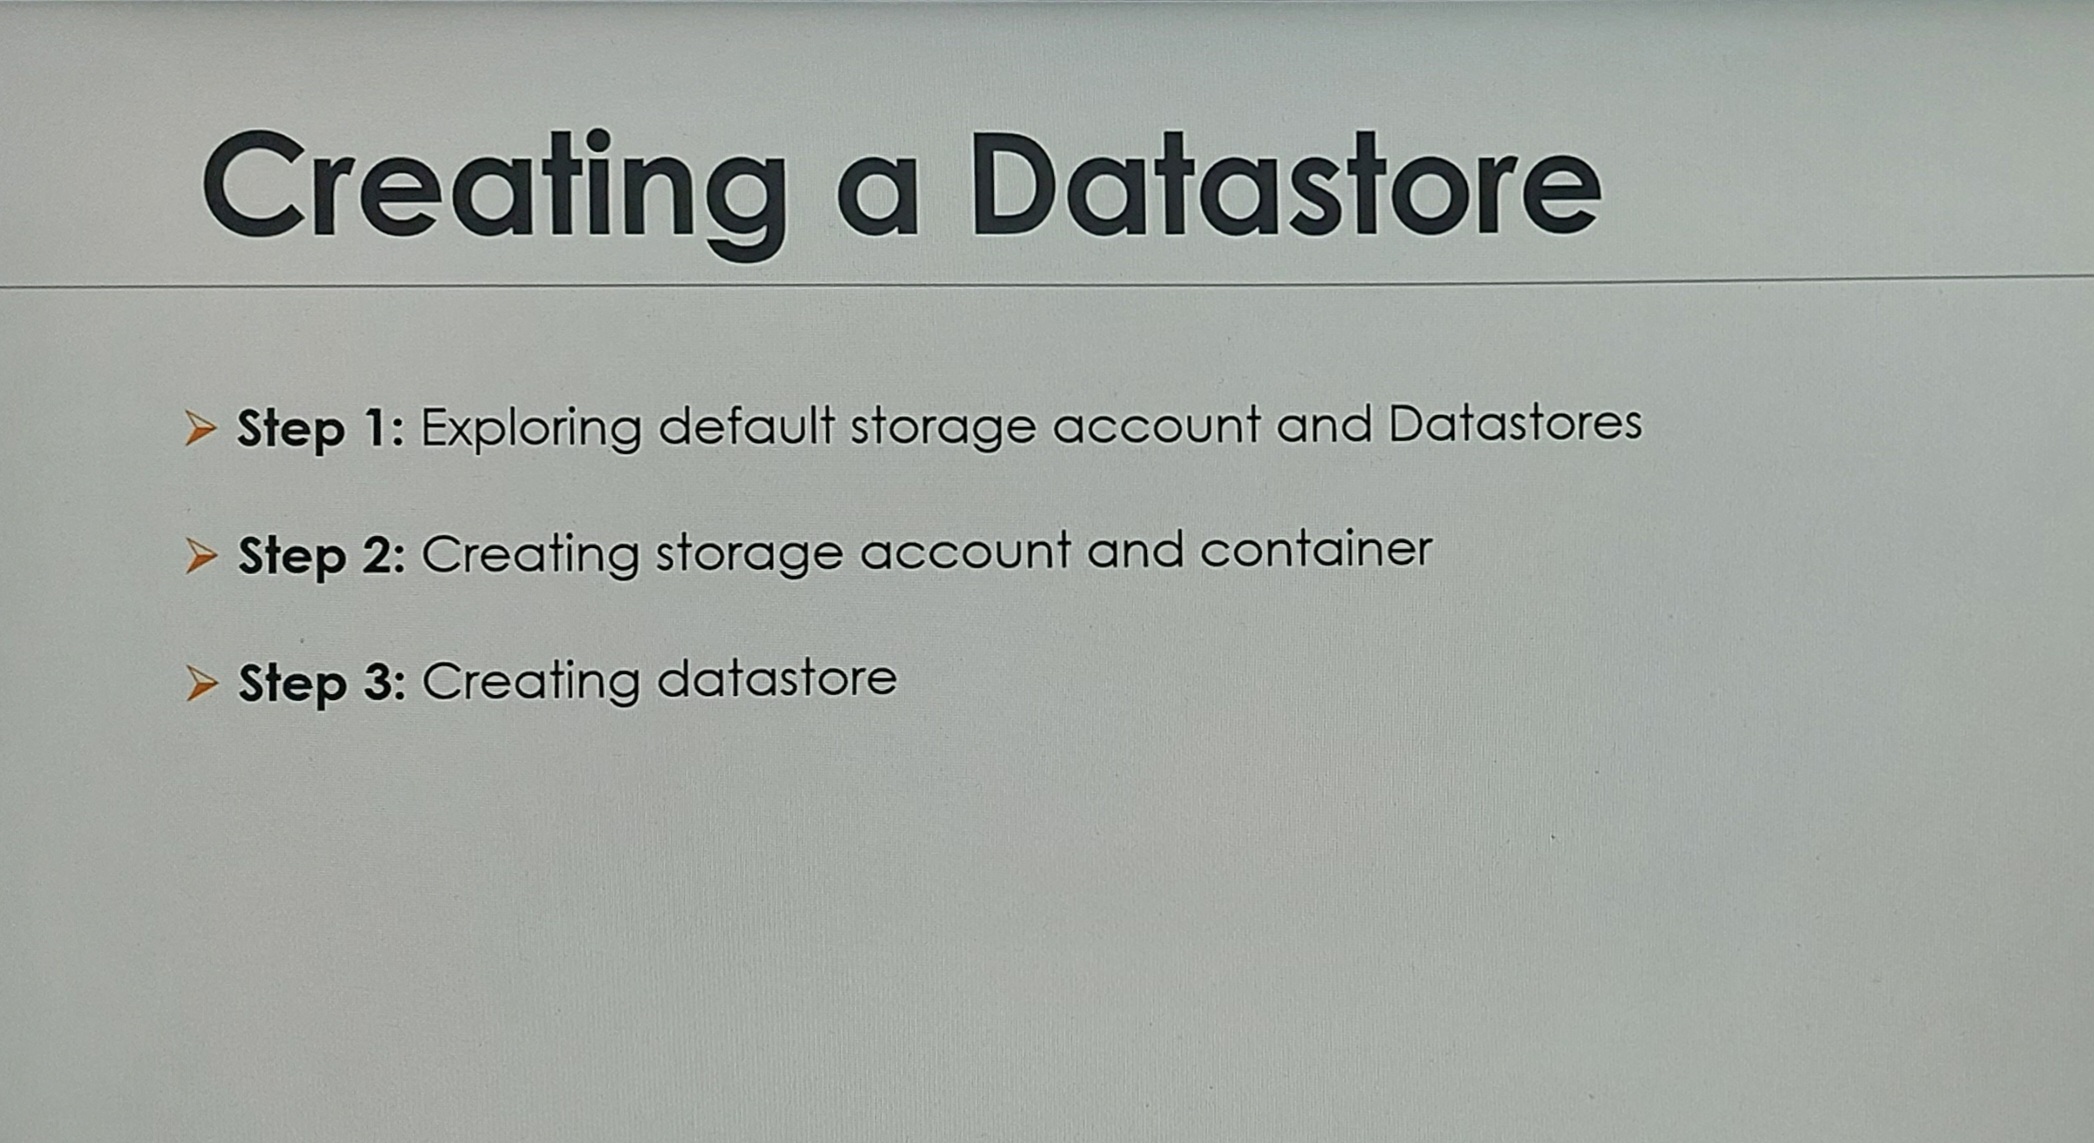 Creating a Datastore
Step 1: Exploring default storage account and Datastores
Step 2: Creating storage account and container
Step 3: Creating datastore